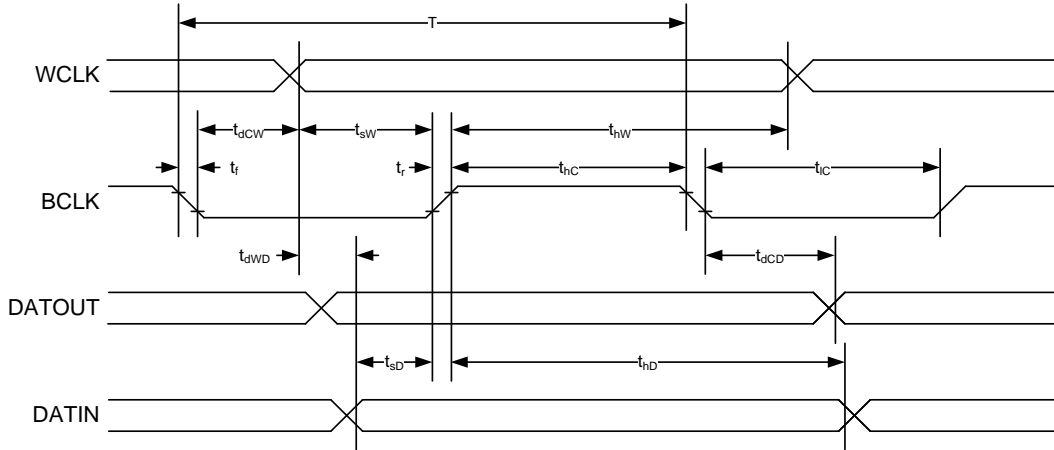 T
WCLK
tdCW
tsW
thW
tf
tr
thC
tlC
BCLK
tdWD
tdCD
DATOUT
tsD
thD
DATIN